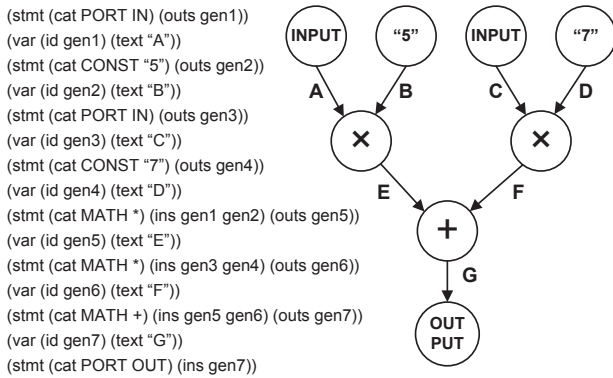 (stmt (cat PORT IN) (outs gen1))
(var (id gen1) (text “A”))
(stmt (cat CONST “5”) (outs gen2))
(var (id gen2) (text “B”))
(stmt (cat PORT IN) (outs gen3))
(var (id gen3) (text “C”))
(stmt (cat CONST “7”) (outs gen4))
(var (id gen4) (text “D”))
(stmt (cat MATH *) (ins gen1 gen2) (outs gen5))
(var (id gen5) (text “E”))
(stmt (cat MATH *) (ins gen3 gen4) (outs gen6))
(var (id gen6) (text “F”))
(stmt (cat MATH +) (ins gen5 gen6) (outs gen7))
(var (id gen7) (text “G”))
(stmt (cat PORT OUT) (ins gen7))
INPUT “5” INPUT “7”
A B C D
× ×
E F
+
G
OUT
PUT